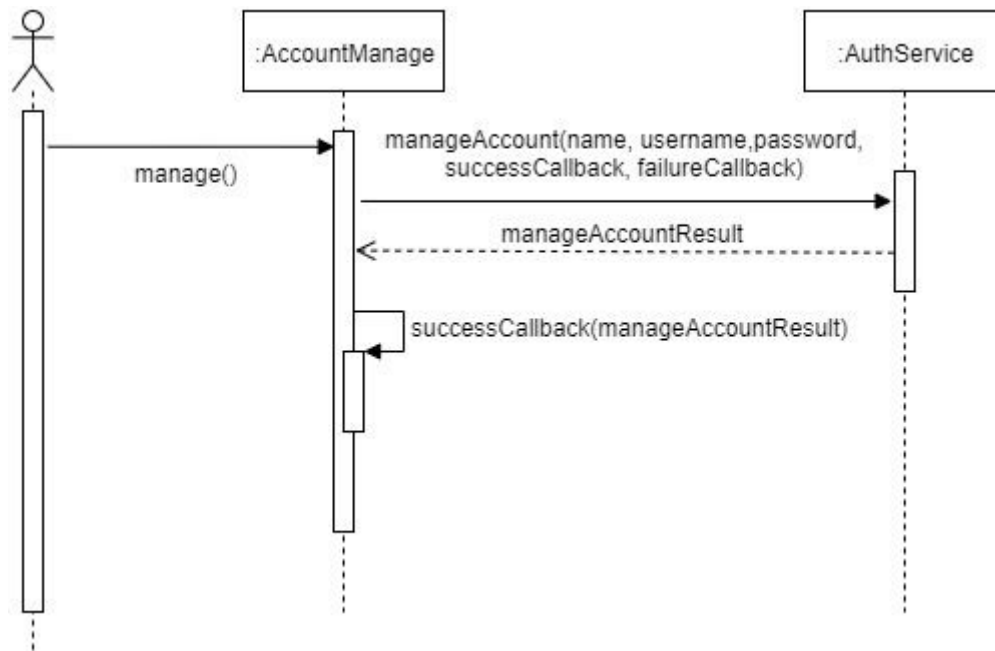 :AccountManage
:AuthService
manage()
manageAccount(name, username,password,
successCallback, failureCallback)
manageAccountResult
successCallback(manageAccountResult)